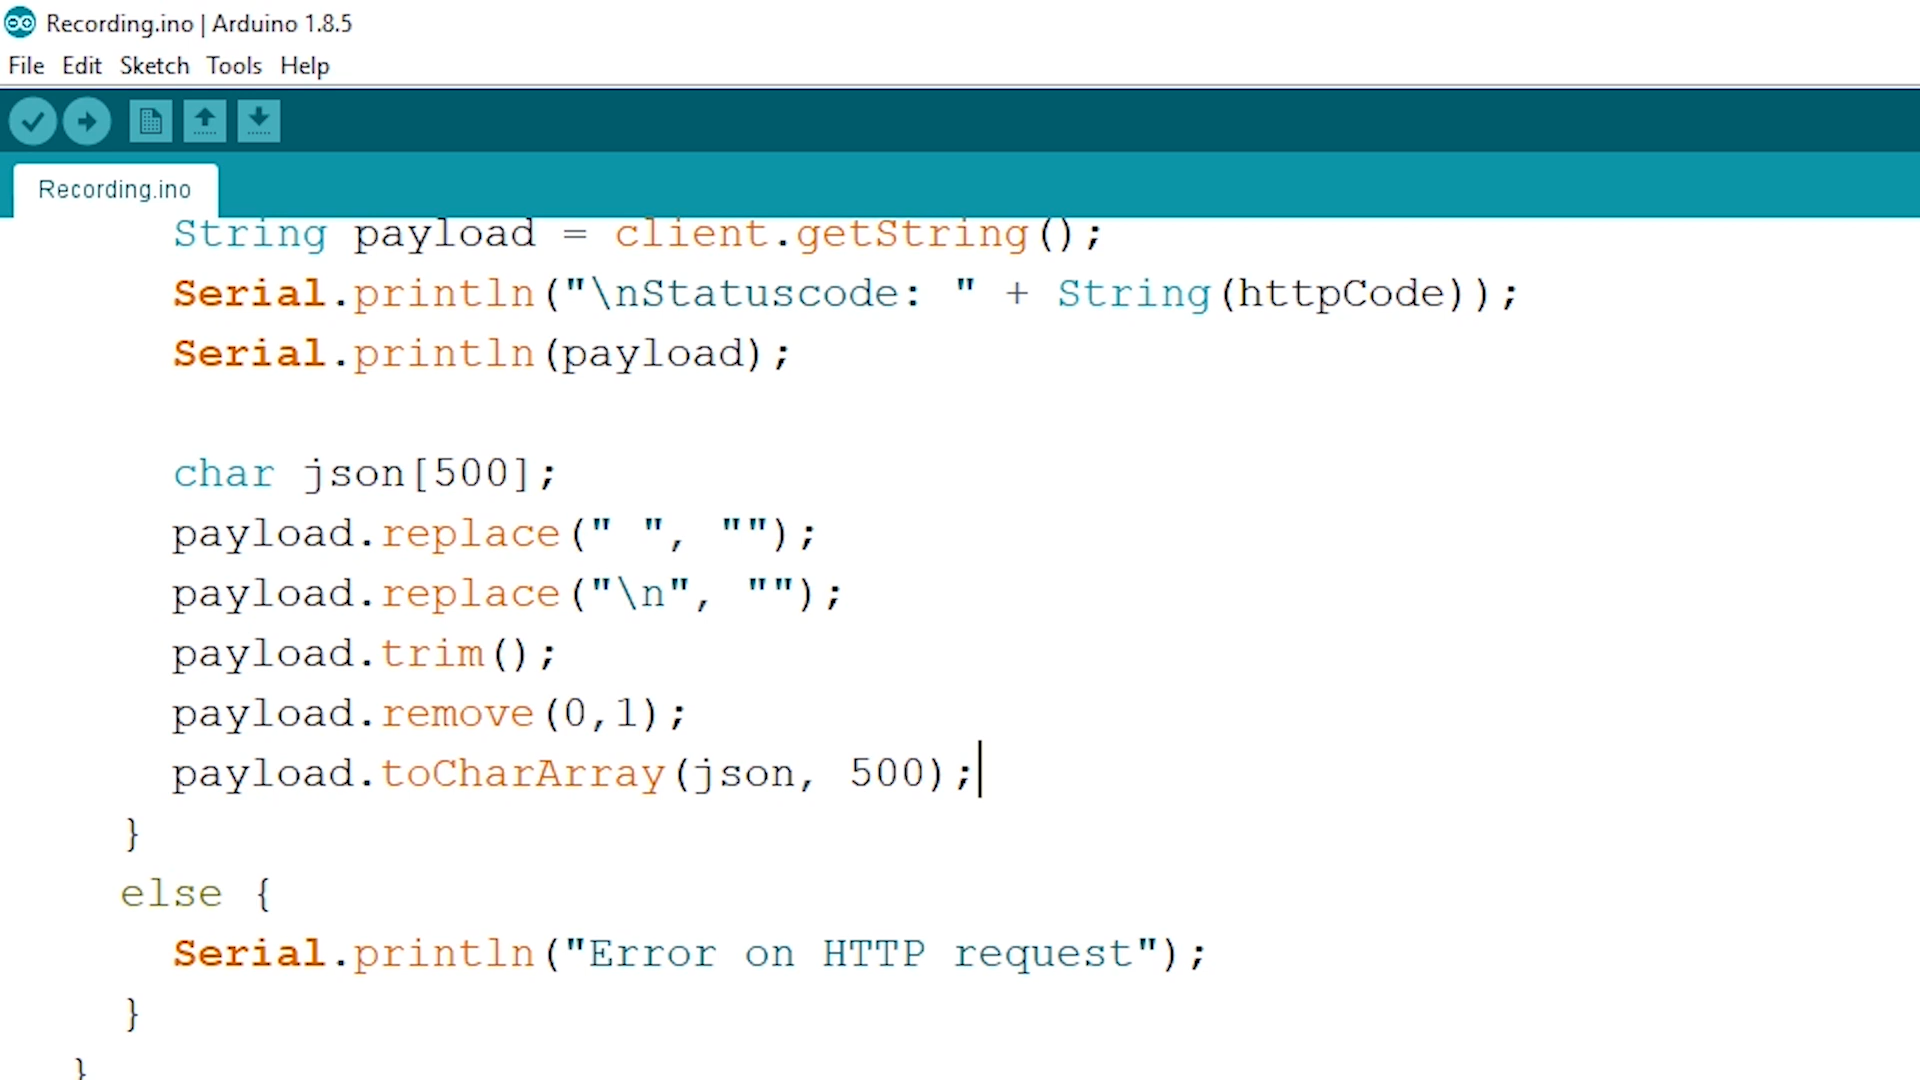 Recording.ino | Arduino 1.8.5
File Edit Sketch Tools Help
Recording.ino
String payload = client.getString();
Serial.println("\nStatuscode: " + String(httpCode));
Serial.println(payload);
char json[500];
payload.replace(" ", "");
payload.replace("\n", "");
payload.trim();
payload.remove(0,1);
payload.toCharArray(json, 500);
}
else {
Serial.println("Error on HTTP request");
}
}